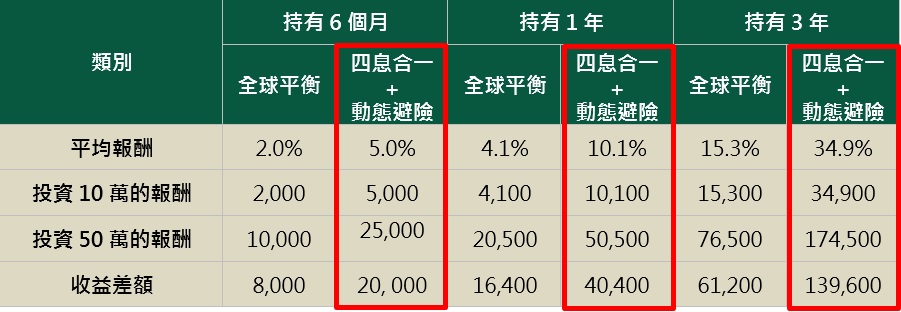 類別 持有 6 個月 持有 1 年 持有 3 年
全球平衡 四息合一 + 動態避險 全球平衡 四息合一 + 動態避險 全球平衡 四息合一 + 動態避險
平均報酬 2.0% 5.0% 4.1% 10.1% 15.3% 34.9%
投資 10 萬的報酬 2,000 5,000 4,100 10,100 15,300 34,900
投資 50 萬的報酬 10,000 25,000 20,500 50,500 76,500 174,500
收益差額 8,000 20,000 16,400 40,400 61,200 139,600